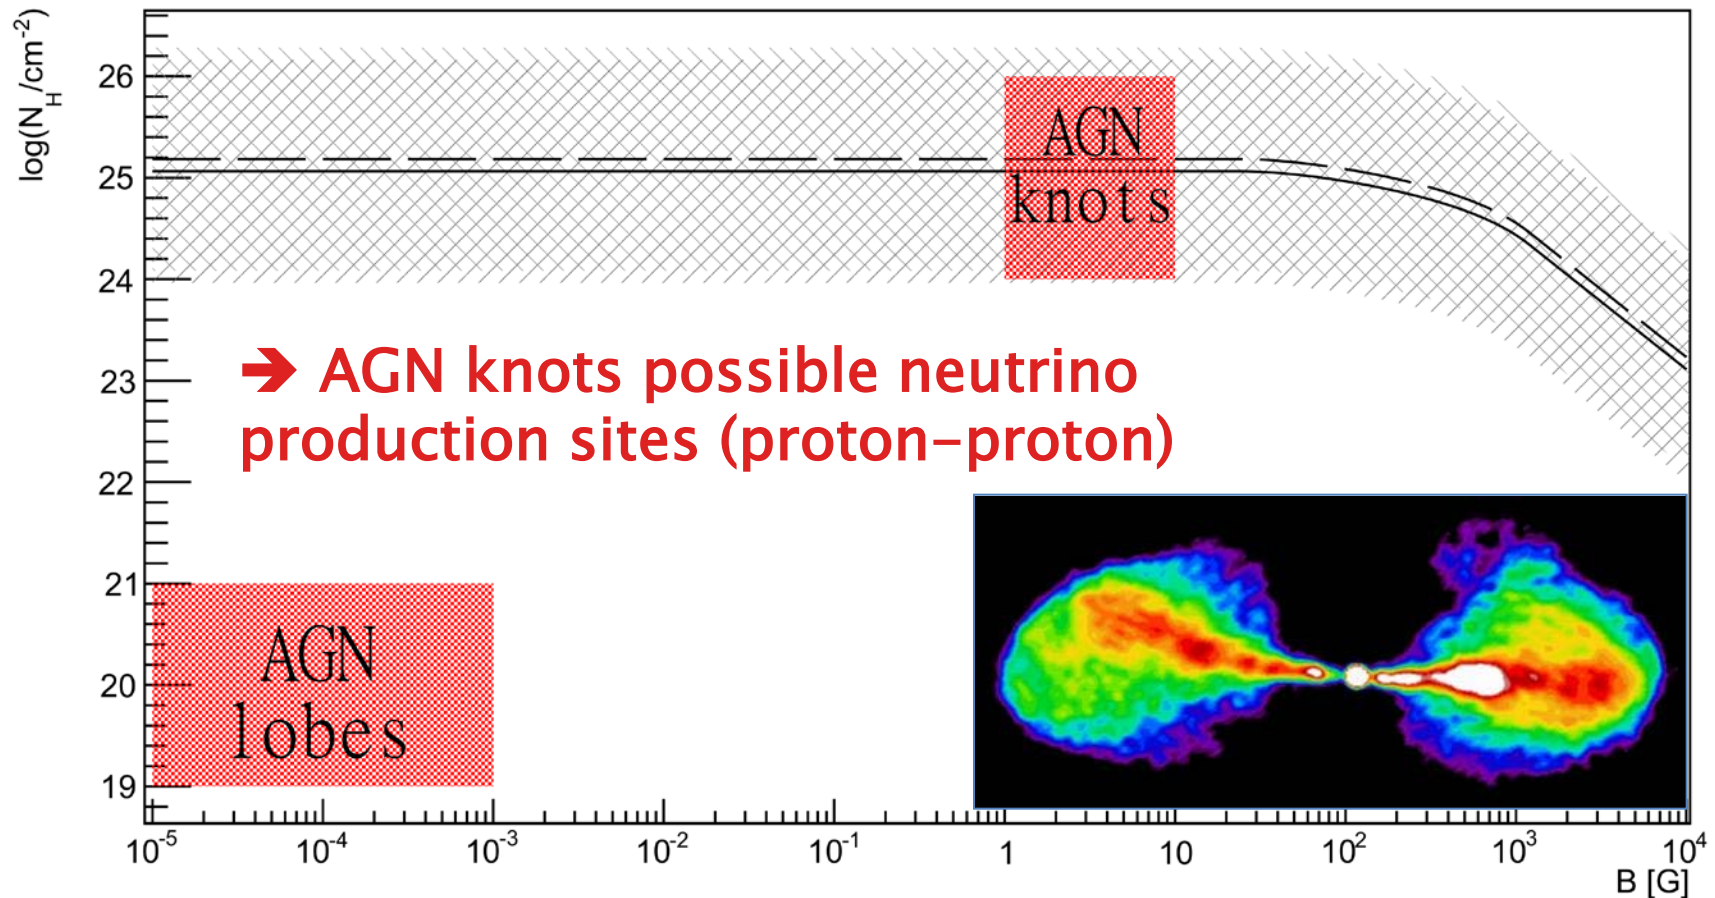 log(N_H/cm^-2)
26
25
24
23
22
21
20
19
AGN
knots
➔ AGN knots possible neutrino
production sites (proton–proton)
AGN
lobes
10^-5 10^-4 10^-3 10^-2 10^-1 1 10 10^2 10^3 10^4
B [G]